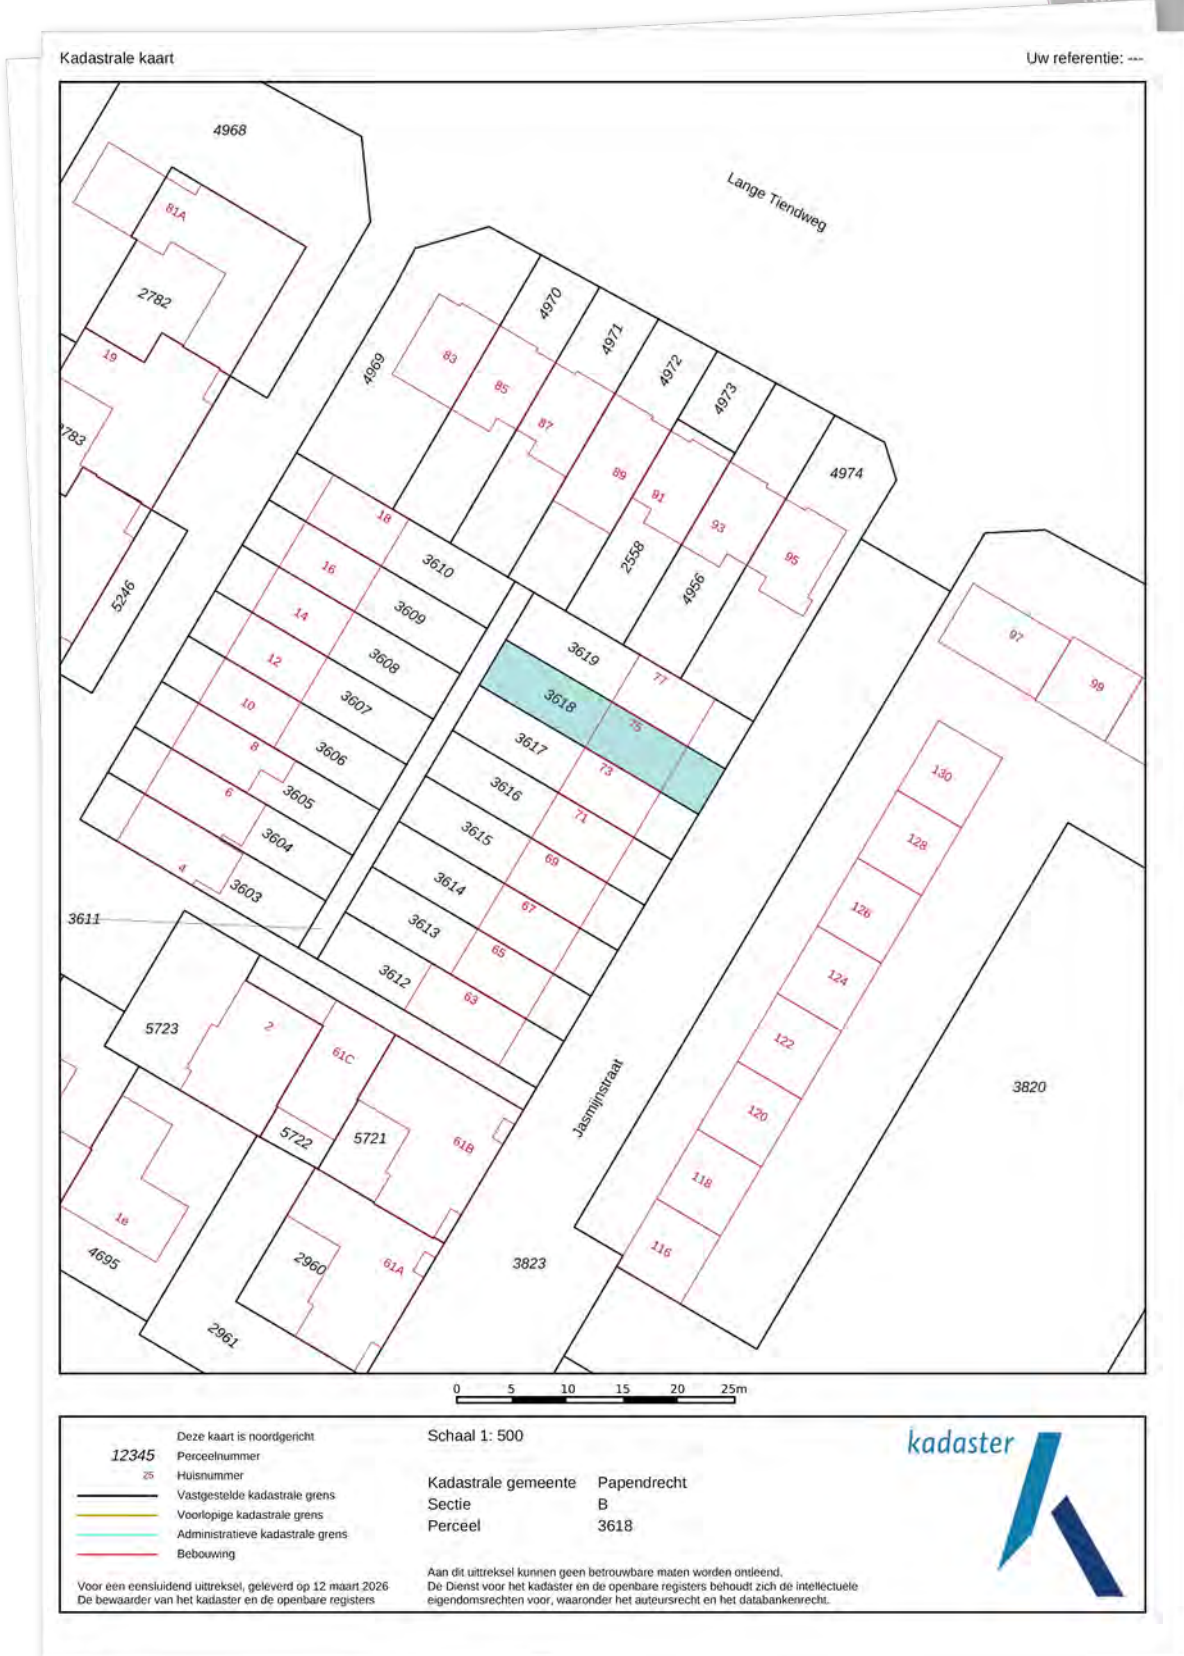 Kadastrale kaart
Uw referentie: ---
4968
Lange Tiendweg
81A
2782
19
4969
83
85
87
4970
4971
4972
4973
4974
89
91
93
95
18
3610
2558
4956
16
3609
14
3608
12
3607
10
3606
8
3605
6
3604
4
3603
5246
3611
3619
77
3618
75
3617
73
3616
71
3615
69
3614
67
3613
65
3612
63
97
99
130
128
126
124
122
120
118
116
3820
5723
2
61C
5722
5721
61B
Jasmijnstraat
1e
4695
2960
61A
2961
3823
0 5 10 15 20 25m
Deze kaart is noordgericht
12345 Perceelnummer
25 Huisnummer
Vastgestelde kadastrale grens
Voorlopige kadastrale grens
Administratieve kadastrale grens
Bebouwing
Voor een eensluidend uittreksel, geleverd op 12 maart 2026
De bewaarder van het kadaster en de openbare registers
Schaal 1: 500
Kadastrale gemeente Papendrecht
Sectie B
Perceel 3618
Aan dit uittreksel kunnen geen betrouwbare maten worden ontleend.
De Dienst voor het kadaster en de openbare registers behoudt zich de intellectuele
eigendomsrechten voor, waaronder het auteursrecht en het databankenrecht.
kadaster